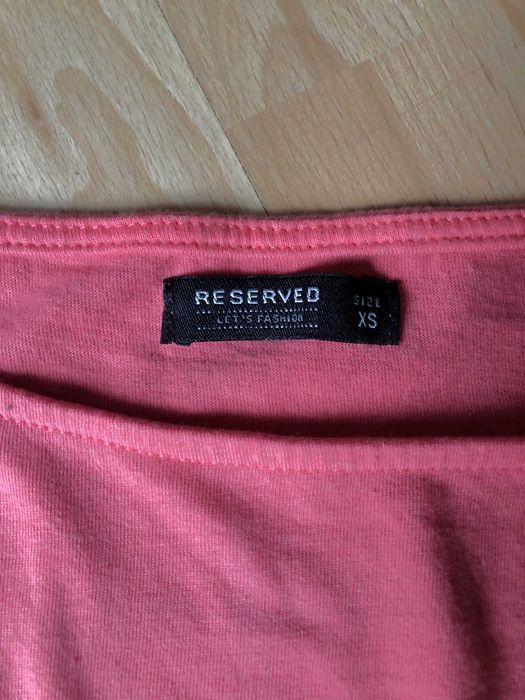 RESERVED
LET'S FASHION
SIZE
XS